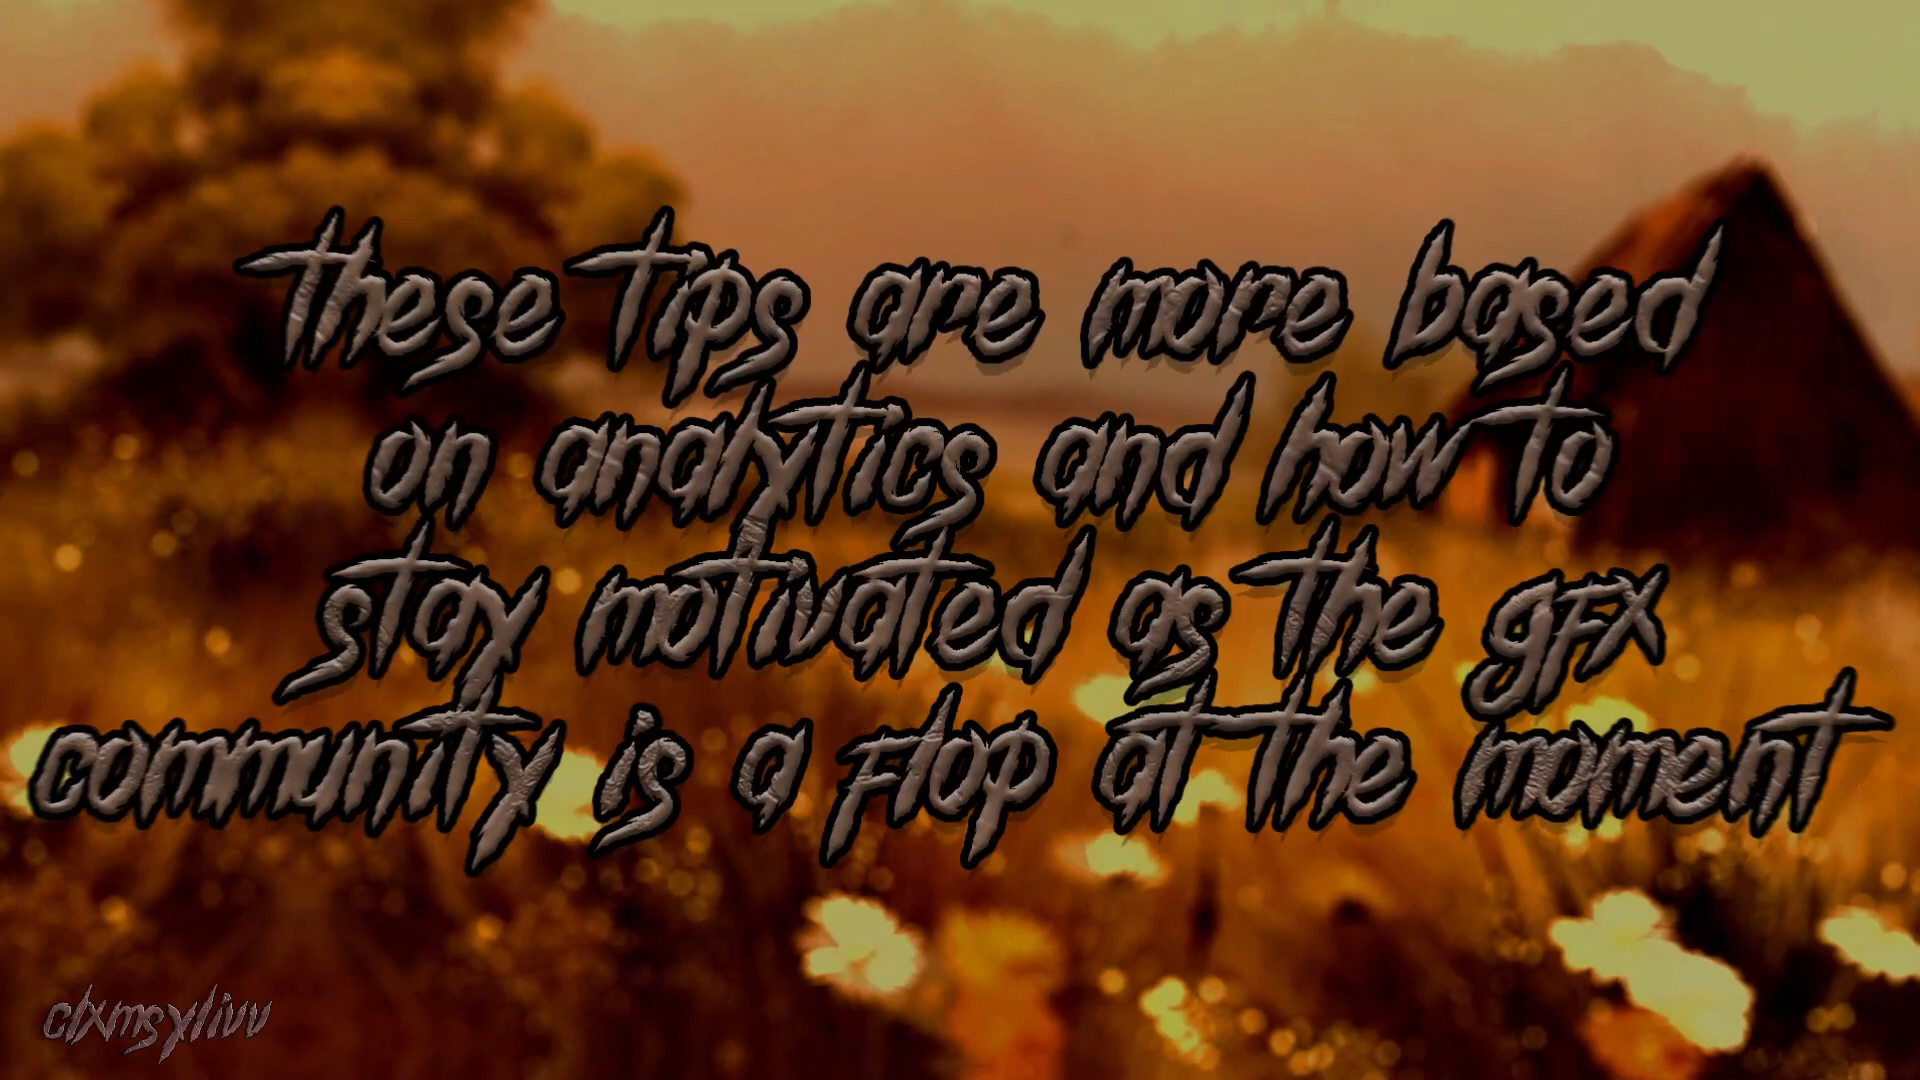 these tips are more based
on analytics and how to
stay motivated as the gfx
community is a flop at the moment
clxmsylivv